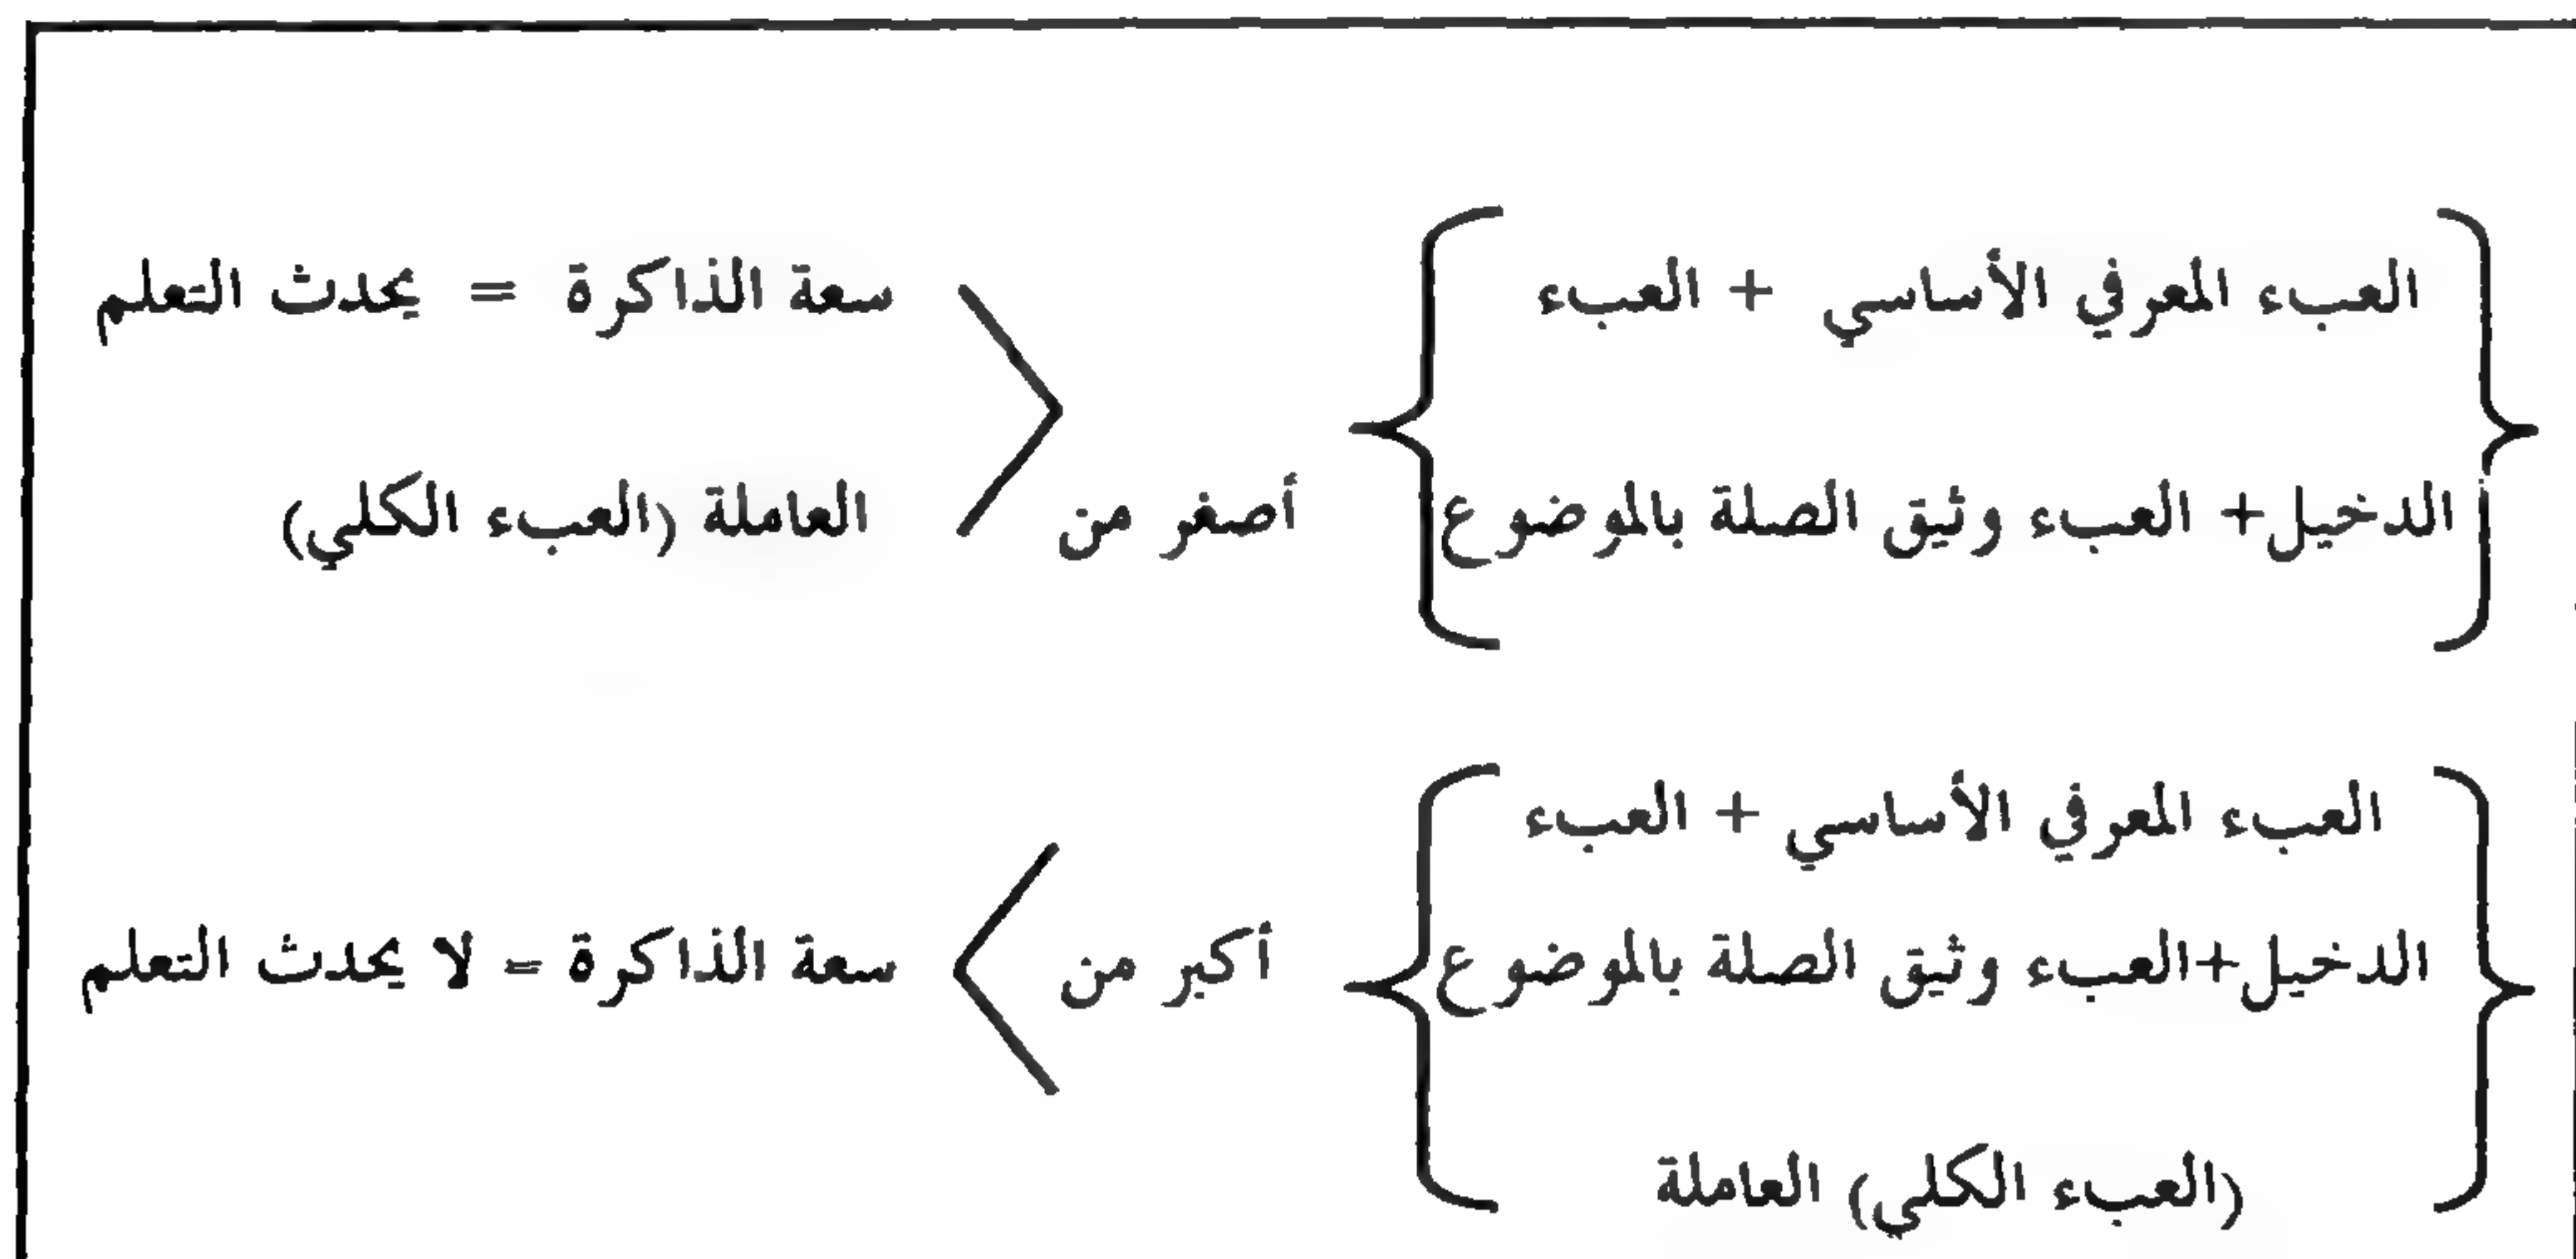 العبء المعرفي الأساسي + العبء أصغر من سعة الذاكرة = يحدث التعلم
الدخيل+ العبء وثيق الصلة بالموضوع العاملة (العبء الكلي)
العبء المعرفي الأساسي + العبء
الدخيل+العبء وثيق الصلة بالموضوع أكبر من سعة الذاكرة = لا يحدث التعلم
(العبء الكلي) العاملة